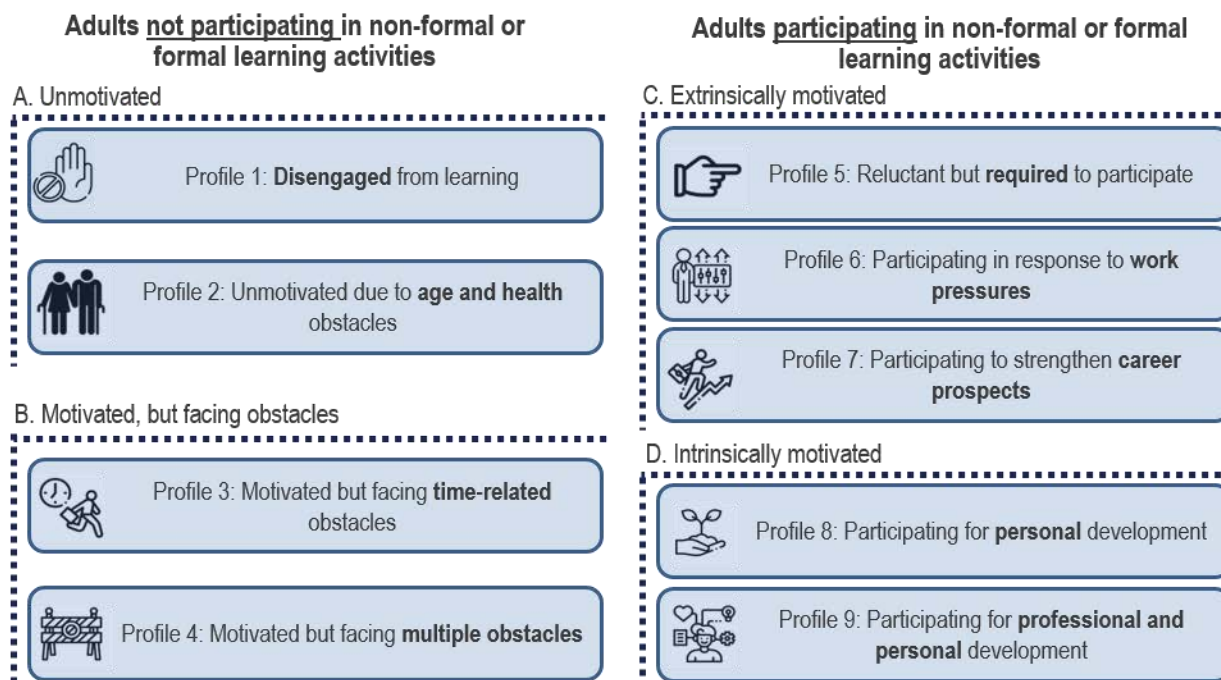 Adults not participating in non-formal or
formal learning activities
A. Unmotivated
Profile 1: Disengaged from learning
Profile 2: Unmotivated due to age and health
obstacles
B. Motivated, but facing obstacles
Profile 3: Motivated but facing time-related
obstacles
Profile 4: Motivated but facing multiple obstacles
Adults participating in non-formal or formal
learning activities
C. Extrinsically motivated
Profile 5: Reluctant but required to participate
Profile 6: Participating in response to work
pressures
Profile 7: Participating to strengthen career
prospects
D. Intrinsically motivated
Profile 8: Participating for personal development
Profile 9: Participating for professional and
personal development